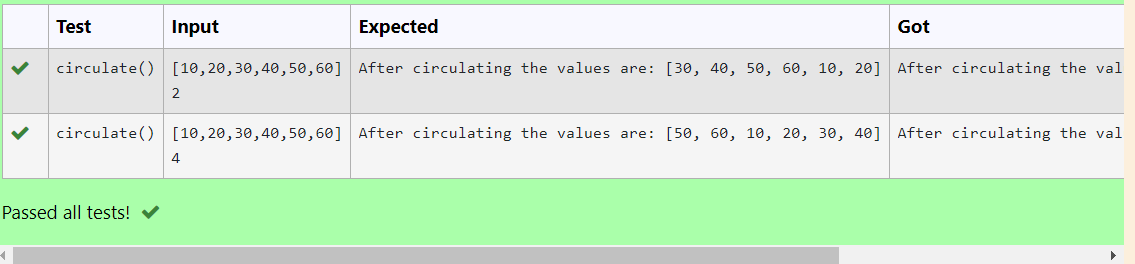 Test Input Expected Got
circulate() [10,20,30,40,50,60] After circulating the values are: [30, 40, 50, 60, 10, 20] After circulating the val
2
circulate() [10,20,30,40,50,60] After circulating the values are: [50, 60, 10, 20, 30, 40] After circulating the val
4
Passed all tests!